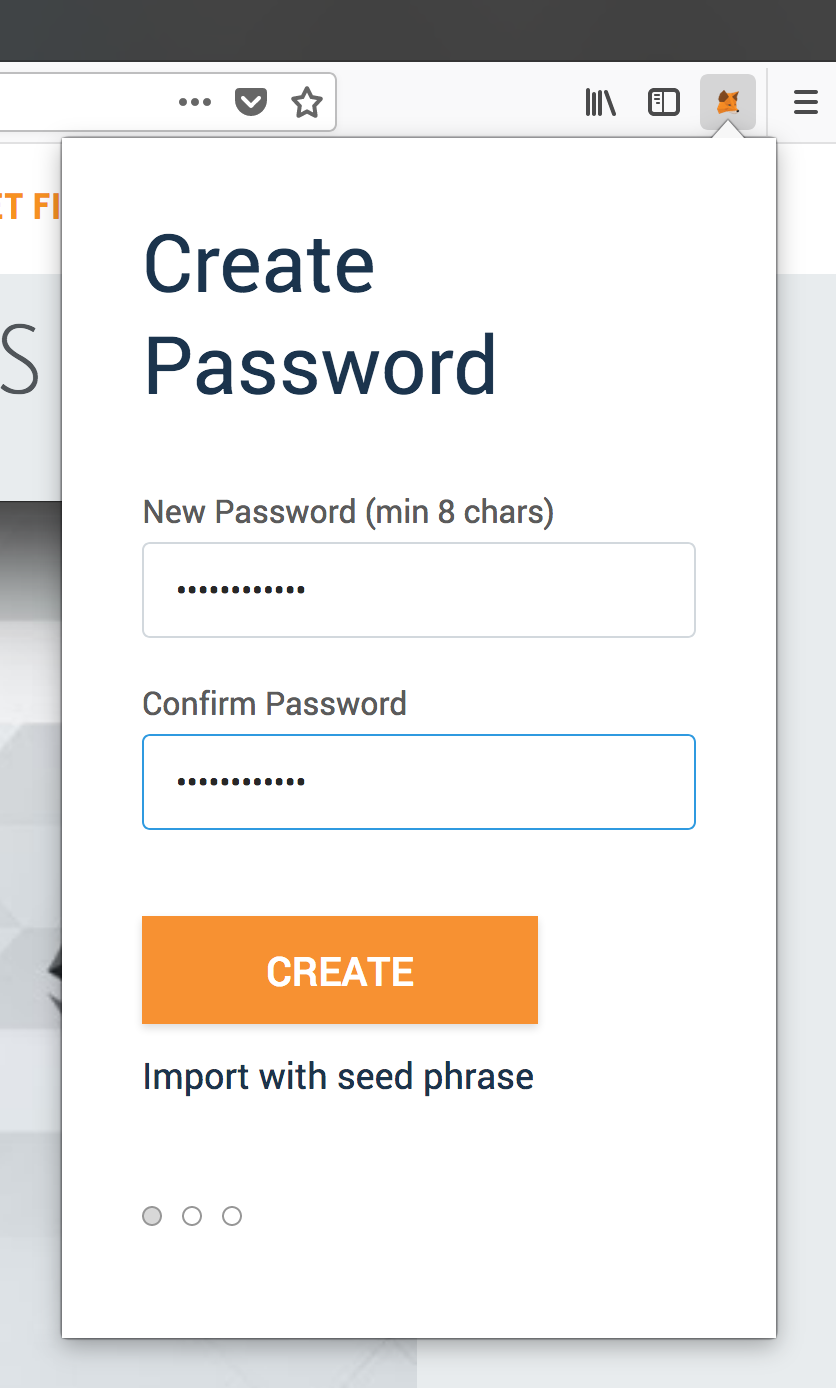 ET FI
S
Create
Password
New Password (min 8 chars)
••••••••••••
Confirm Password
••••••••••••
CREATE
Import with seed phrase